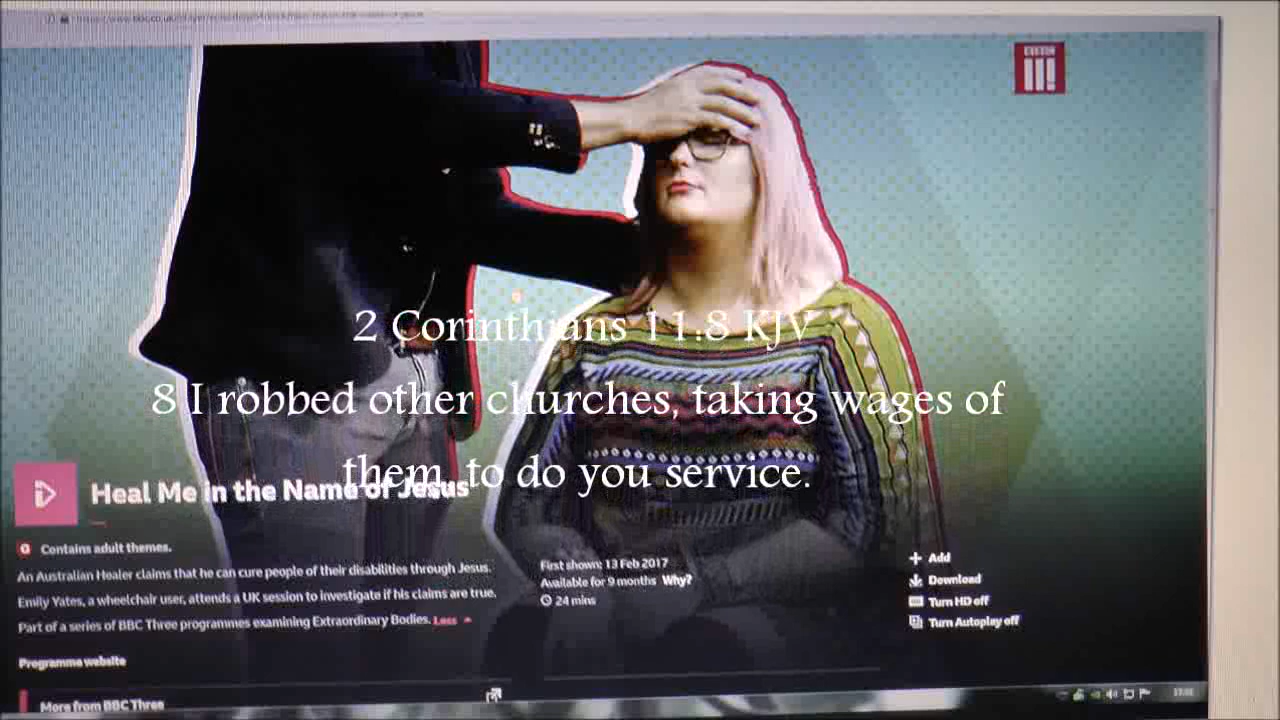 2 Corinthians 11:8 KJV
8 I robbed other churches, taking wages of
them, to do you service.
Heal Me in the Name of Jesus
G Contains adult themes.
An Australian Healer claims that he can cure people of their disabilities through Jesus.
Emily Yates, a wheelchair user, attends a UK session to investigate if his claims are true.
Part of a series of BBC Three programmes examining Extraordinary Bodies. Less
First shown: 13 Feb 2017
Available for 9 months Why?
24 mins
Add
Download
Turn HD off
Turn Autoplay off
Programme website
More from BBC Three